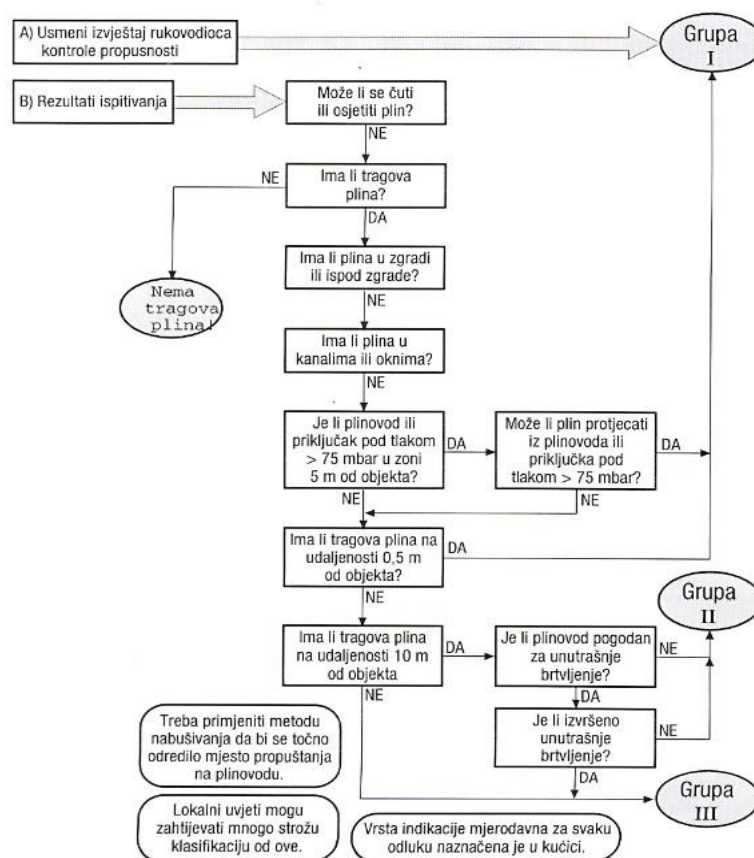 A) Usmeni izvještaj rukovodioca
kontrole propusnosti
Grupa
I
B) Rezultati ispitivanja
Može li se čuti
ili osjetiti plin?
NE
NE
Ima li tragova
plina?
DA
Nema
tragova
plina!
Ima li plina u zgradi
ili ispod zgrade?
NE
Ima li plina u
kanalima ili oknima?
NE
Je li plinovod ili
priključak pod tlakom
> 75 mbar u zoni
5 m od objekta?
DA
Može li plin protjecati
iz plinovoda ili
priključka pod
tlakom > 75 mbar?
DA
NE
NE
Ima li tragova plina na
udaljenosti 0,5 m
od objekta?
DA
NE
Grupa
II
Ima li tragova plina
na udaljenosti 10 m
od objekta
DA
Je li plinovod pogodan
za unutrašnje
brtvljenje?
NE
NE
DA
Je li izvršeno
unutrašnje
brtvljenje?
NE
DA
Treba primjeniti metodu
nabušivanja da bi se točno
odredilo mjesto propuštanja
na plinovodu.
Grupa
III
Lokalni uvjeti mogu
zahtijevati mnogo strožu
klasifikaciju od ove.
Vrsta indikacije mjerodavna za svaku
odluku naznačena je u kućici.